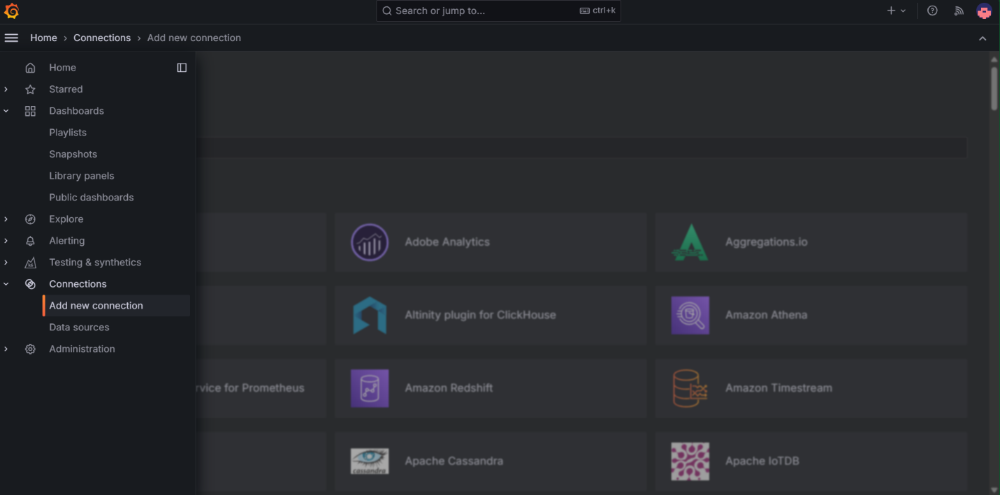 Search or jump to... ctrl+k
Home › Connections › Add new connection
Home
Starred
Dashboards
Playlists
Snapshots
Library panels
Public dashboards
Explore
Alerting
Testing & synthetics
Connections
Add new connection
Data sources
Administration
Adobe Analytics
Aggregations.io
Altinity plugin for ClickHouse
Amazon Athena
rvice for Prometheus
Amazon Redshift
Amazon Timestream
cassandra
Apache Cassandra
Apache IoTDB